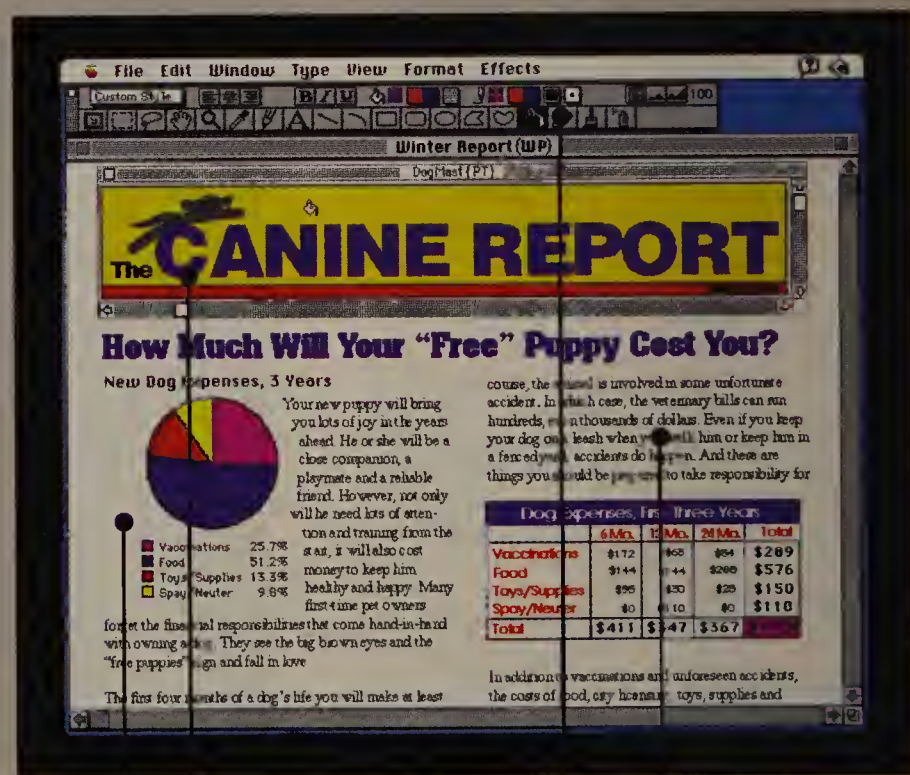 File Edit Window Type View Format Effects
Custom Style B I U 100
Winter Report (WP)
DogMast (PT)
The CANINE REPORT
How Much Will Your “Free” Puppy Cost You?
New Dog Expenses, 3 Years
Your new puppy will bring
you lots of joy in the years
ahead. He or she will be a
close companion, a
playmate and a reliable
friend. However, not only
will he need lots of atten-
tion and training from the
start, it will also cost
money to keep him
healthy and happy. Many
first-time pet owners
forget the financial responsibilities that come hand-in-hand
with owning a dog. They see the big brown eyes and the
“free puppies” sign and fall in love
The first four months of a dog's life you will make at least
Vaccinations 25.7%
Food 51.2%
Toys/Supplies 13.3%
Spay/Neuter 9.8%
course, the is involved in some unfortunate
accident. In which case, the veterinary bills can run
hundreds, even thousands of dollars. Even if you keep
your dog on a leash when you walk him or keep him in
a fenced yard, accidents do happen. And these are
things you should be prepared to take responsibility for
Dog Expenses, First Three Years
6 Mo. 12 Mo. 24 Mo. Total
Vaccinations $172 $68 $289
Food $144 $144 $288 $576
Toys/Supplies $95 $30 $25 $150
Spay/Neuter $0 $110 $0 $110
Total $411 $347 $367
In addition to vaccinations and unforeseen accidents,
the costs of food, city licensing, toys, supplies and